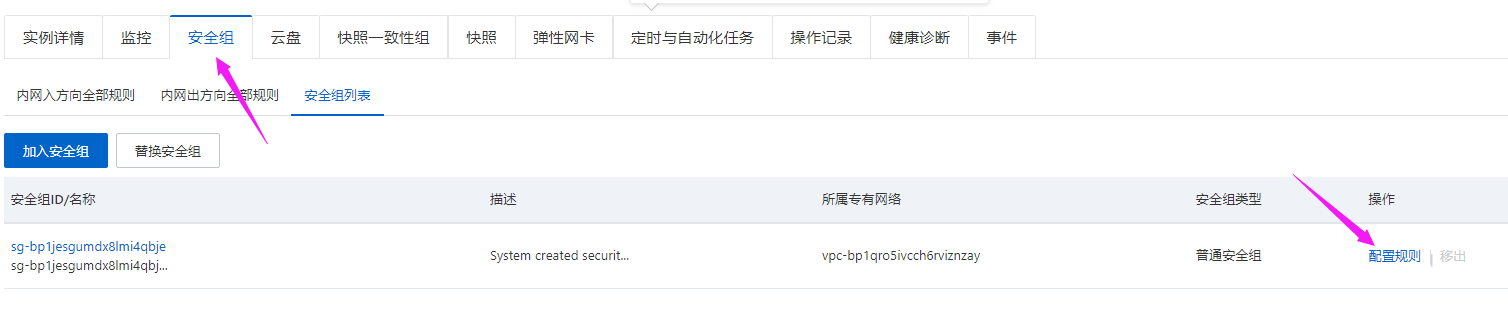 实例详情 监控 安全组 云盘 快照一致性组 快照 弹性网卡 定时与自动化任务 操作记录 健康诊断 事件
内网入方向全部规则 内网出方向全部规则 安全组列表
加入安全组 替换安全组
安全组ID/名称 描述 所属专有网络 安全组类型 操作
sg-bp1jesgumdx8lmi4qbje
sg-bp1jesgumdx8lmi4qbj... System created securit... vpc-bp1qro5ivcch6rviznzay 普通安全组 配置规则 | 移出